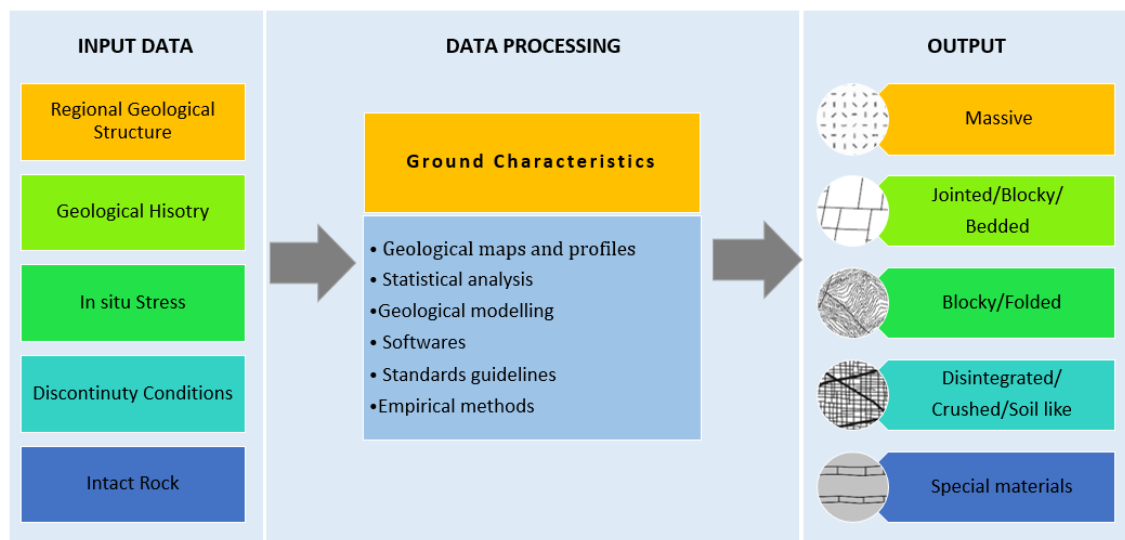 INPUT DATA
Regional Geological
Structure
Geological Hisotry
In situ Stress
Discontinuty Conditions
Intact Rock
DATA PROCESSING
Ground Characteristics
• Geological maps and profiles
• Statistical analysis
•Geological modelling
• Softwares
• Standards guidelines
•Empirical methods
OUTPUT
Massive
Jointed/Blocky/
Bedded
Blocky/Folded
Disintegrated/
Crushed/Soil like
Special materials